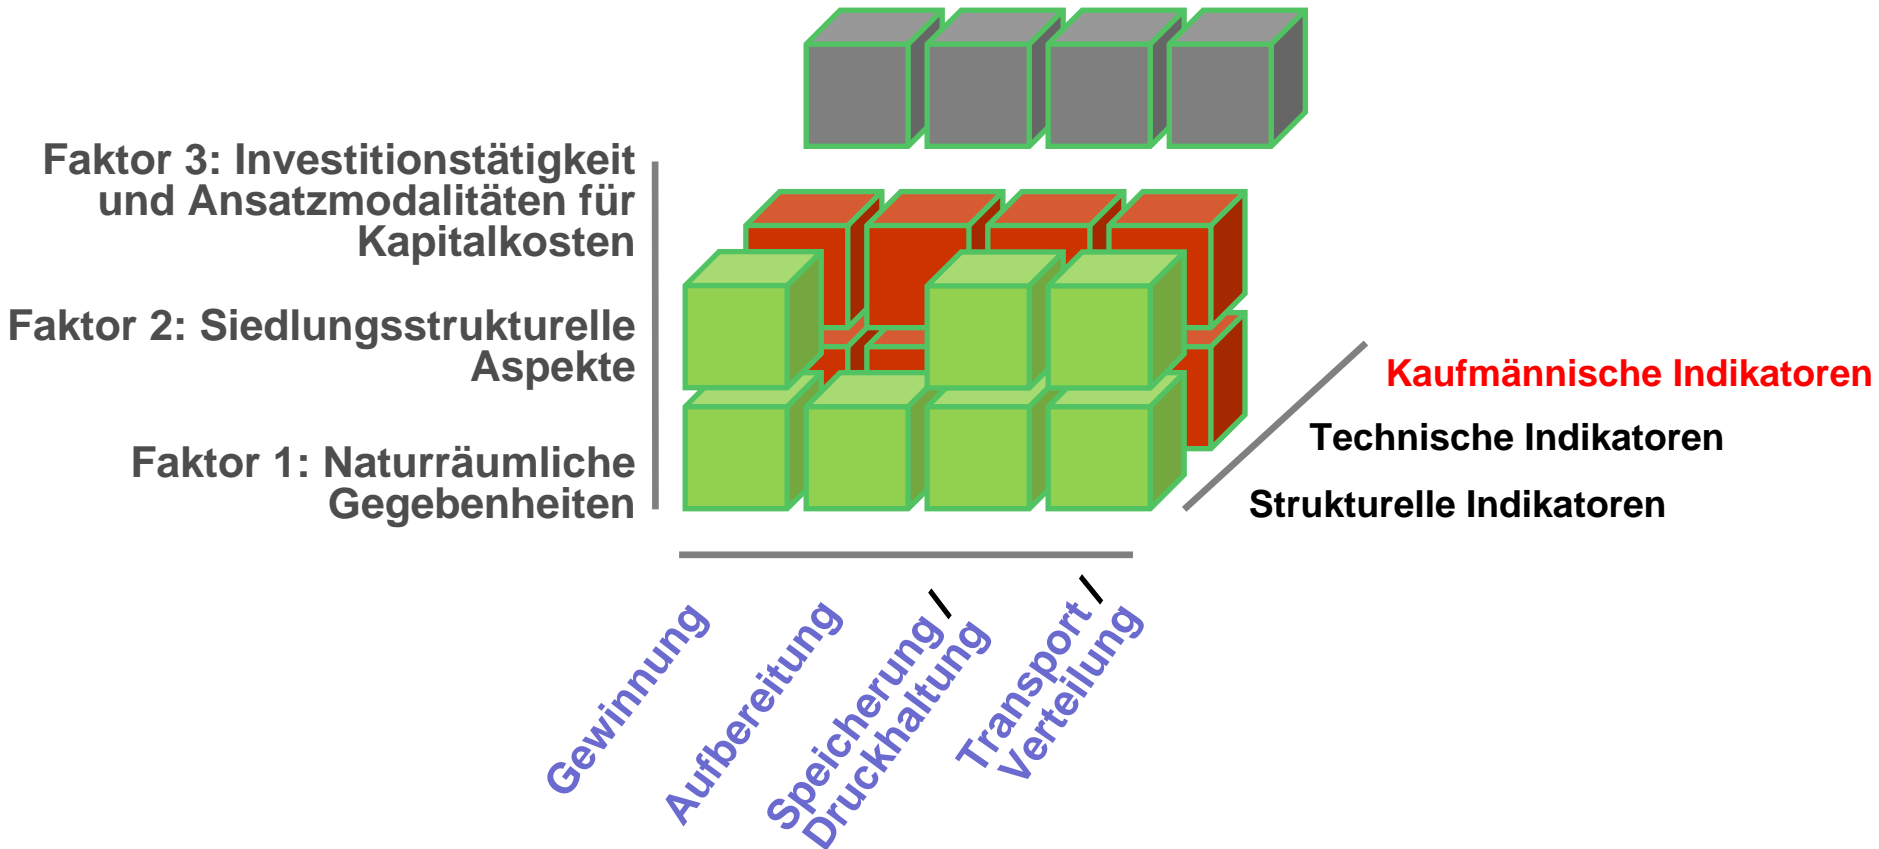 Faktor 3: Investitionstätigkeit
und Ansatzmodalitäten für
Kapitalkosten
Faktor 2: Siedlungsstrukturelle
Aspekte
Faktor 1: Naturräumliche
Gegebenheiten
Kaufmännische Indikatoren
Technische Indikatoren
Strukturelle Indikatoren
Gewinnung
Aufbereitung
Speicherung /
Druckhaltung
Transport /
Verteilung